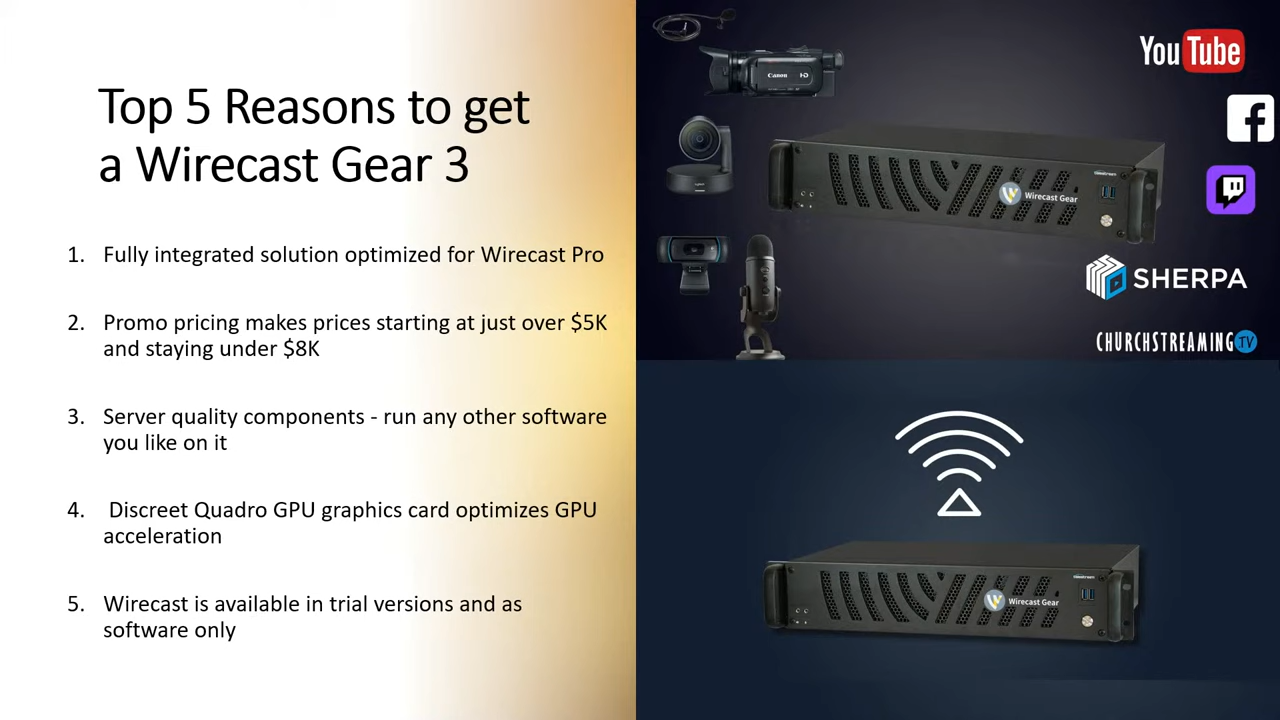 Top 5 Reasons to get
a Wirecast Gear 3
1. Fully integrated solution optimized for Wirecast Pro
2. Promo pricing makes prices starting at just over $5K
and staying under $8K
3. Server quality components - run any other software
you like on it
4. Discreet Quadro GPU graphics card optimizes GPU
acceleration
5. Wirecast is available in trial versions and as
software only
YouTube
Canon HD
Wirecast Gear
SHERPA
CHURCHSTREAMING TV
Wirecast Gear